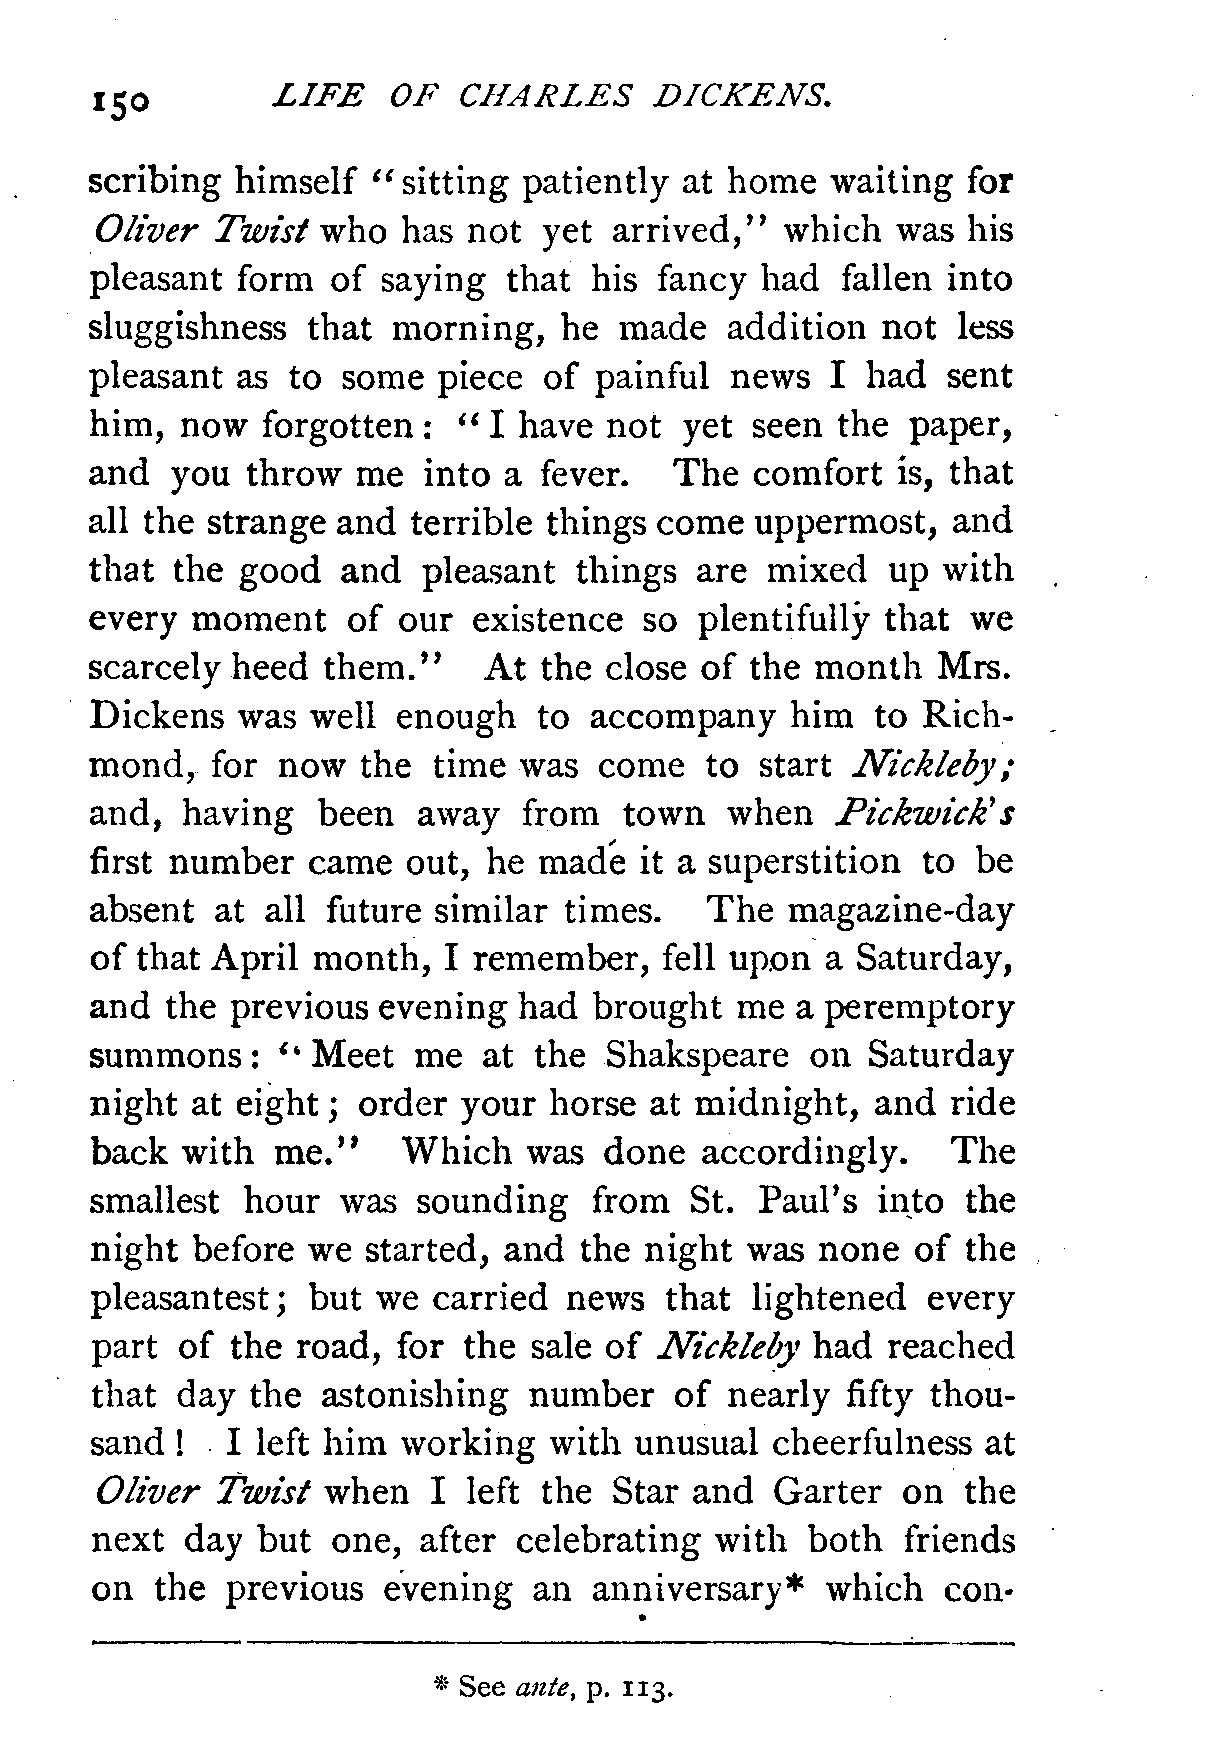 150 LIFE OF CHARLES DICKENS.
scribing himself "sitting patiently at home waiting for
Oliver Twist who has not yet arrived," which was his
pleasant form of saying that his fancy had fallen into
sluggishness that morning, he made addition not less
pleasant as to some piece of painful news I had sent
him, now forgotten: "I have not yet seen the paper,
and you throw me into a fever. The comfort is, that
all the strange and terrible things come uppermost, and
that the good and pleasant things are mixed up with
every moment of our existence so plentifully that we
scarcely heed them." At the close of the month Mrs.
Dickens was well enough to accompany him to Rich-
mond, for now the time was come to start Nickleby;
and, having been away from town when Pickwick's
first number came out, he made it a superstition to be
absent at all future similar times. The magazine-day
of that April month, I remember, fell upon a Saturday,
and the previous evening had brought me a peremptory
summons: "Meet me at the Shakspeare on Saturday
night at eight; order your horse at midnight, and ride
back with me." Which was done accordingly. The
smallest hour was sounding from St. Paul's into the
night before we started, and the night was none of the
pleasantest; but we carried news that lightened every
part of the road, for the sale of Nickleby had reached
that day the astonishing number of nearly fifty thou-
sand! I left him working with unusual cheerfulness at
Oliver Twist when I left the Star and Garter on the
next day but one, after celebrating with both friends
on the previous evening an anniversary* which con-
* See ante, p. 113.